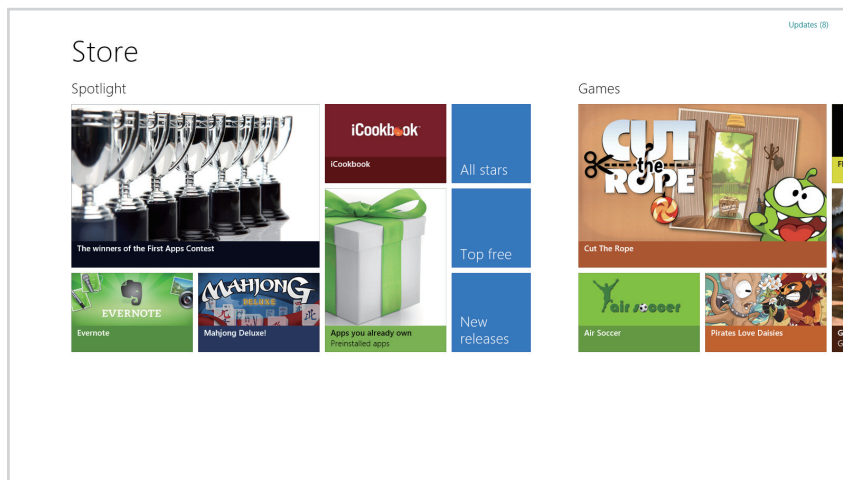 Updates (8)
Store
Spotlight
Games
iCookbook
iCookbook
All stars
CUT
the
ROPE
The winners of the First Apps Contest
Top free
Cut The Rope
EVERNOTE
Evernote
MAHJONG
DELUXE
Mahjong Deluxe!
Apps you already own
Preinstalled apps
New
releases
air soccer
Air Soccer
Pirates Love Daisies